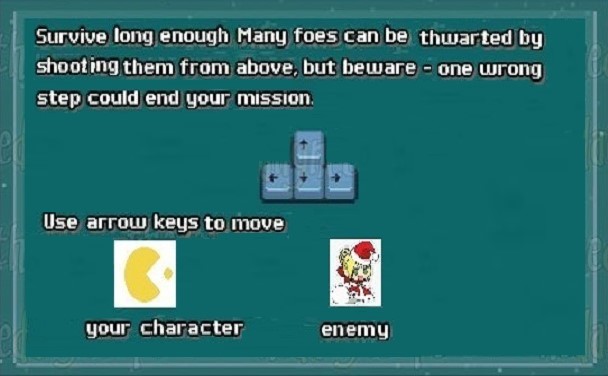 Survive long enough Many foes can be thwarted by
shooting them from above, but beware - one wrong
step could end your mission.
Use arrow keys to move
your character
enemy